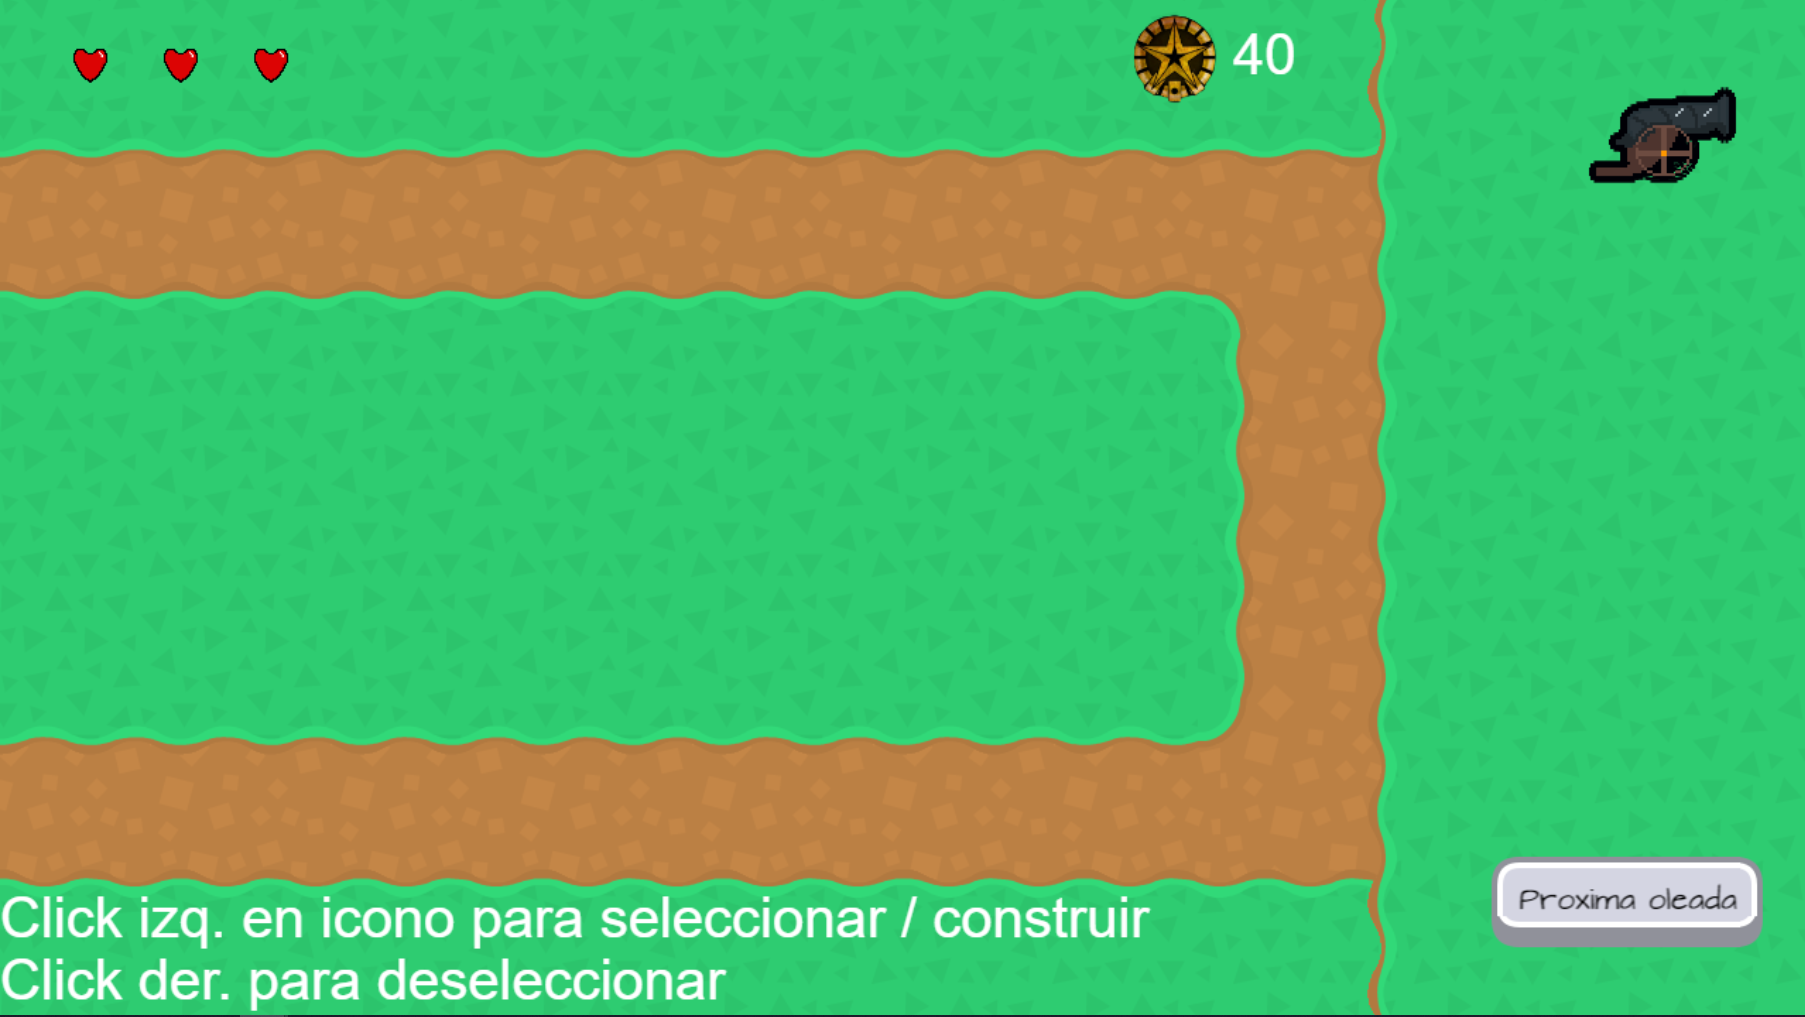 40
Proxima oleada
Click izq. en icono para seleccionar / construir
Click der. para deseleccionar